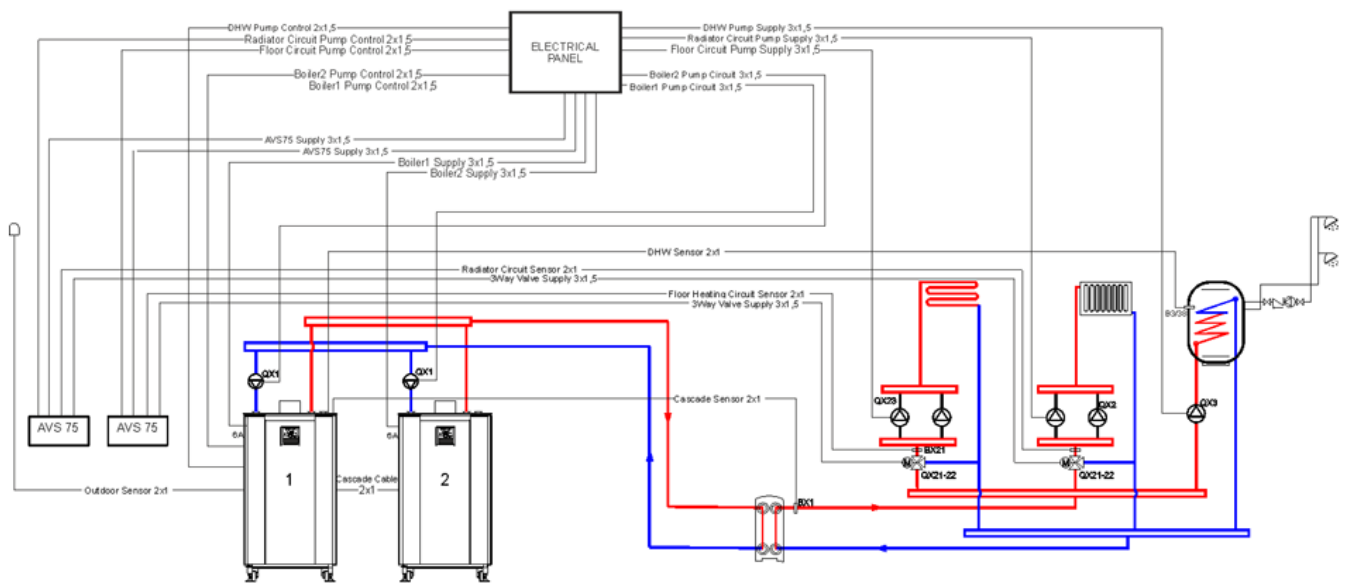 DHW Pump Control 2x1,5
Radiator Circuit Pump Control 2x1,5
Floor Circuit Pump Control 2x1,5
Boiler2 Pump Control 2x1,5
Boiler1 Pump Control 2x1,5
ELECTRICAL
PANEL
DHW Pump Supply 3x1,5
Radiator Circuit Pump Supply 3x1,5
Floor Circuit Pump Supply 3x1,5
Boiler2 Pump Circuit 3x1,5
Boiler1 Pump Circuit 3x1,5
AVS75 Supply 3x1,5
AVS75 Supply 3x1,5
Boiler1 Supply 3x1,5
Boiler2 Supply 3x1,5
DHW Sensor 2x1
Radiator Circuit Sensor 2x1
3Way Valve Supply 3x1,5
Floor Heating Circuit Sensor 2x1
3Way Valve Supply 3x1,5
B3/38
QX1
QX1
Cascade Sensor 2x1
QX23
QX2
QX3
AVS 75
AVS 75
6A
6A
BX21
M
M
QX21-22
QX21-22
1
2
Cascade Cable
2x1
Outdoor Sensor 2x1
BX1